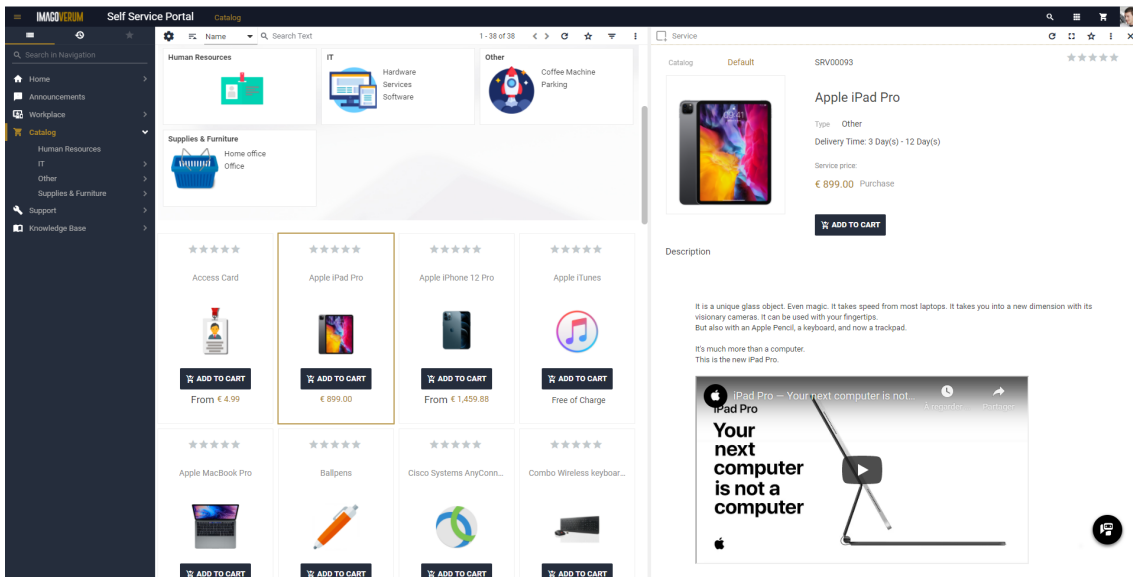 IMAGOVERUM Self Service Portal Catalog
Search in Navigation
Home
Announcements
Workplace
Catalog
Human Resources
IT
Other
Supplies & Furniture
Support
Knowledge Base
Name Search Text 1 - 38 of 38
Human Resources
IT
Hardware
Services
Software
Other
Coffee Machine
Parking
Supplies & Furniture
Home office
Office
Access Card
ADD TO CART
From € 4.99
Apple iPad Pro
ADD TO CART
€ 899.00
Apple iPhone 12 Pro
ADD TO CART
From € 1,459.88
Apple iTunes
ADD TO CART
Free of Charge
Apple MacBook Pro
ADD TO CART
Ballpens
ADD TO CART
Cisco Systems AnyConn...
ADD TO CART
Combo Wireless keyboar...
ADD TO CART
Service
Catalog Default SRV00093
09:41
Apple iPad Pro
Type Other
Delivery Time: 3 Day(s) - 12 Day(s)
Service price:
€ 899.00 Purchase
ADD TO CART
Description
It is a unique glass object. Even magic. It takes speed from most laptops. It takes you into a new dimension with its
visionary cameras. It can be used with your fingertips.
But also with an Apple Pencil, a keyboard, and now a trackpad.
It's much more than a computer.
This is the new iPad Pro.
iPad Pro — Your next computer is not...
À regarder Partager
iPad Pro
Your
next
computer
is not a
computer